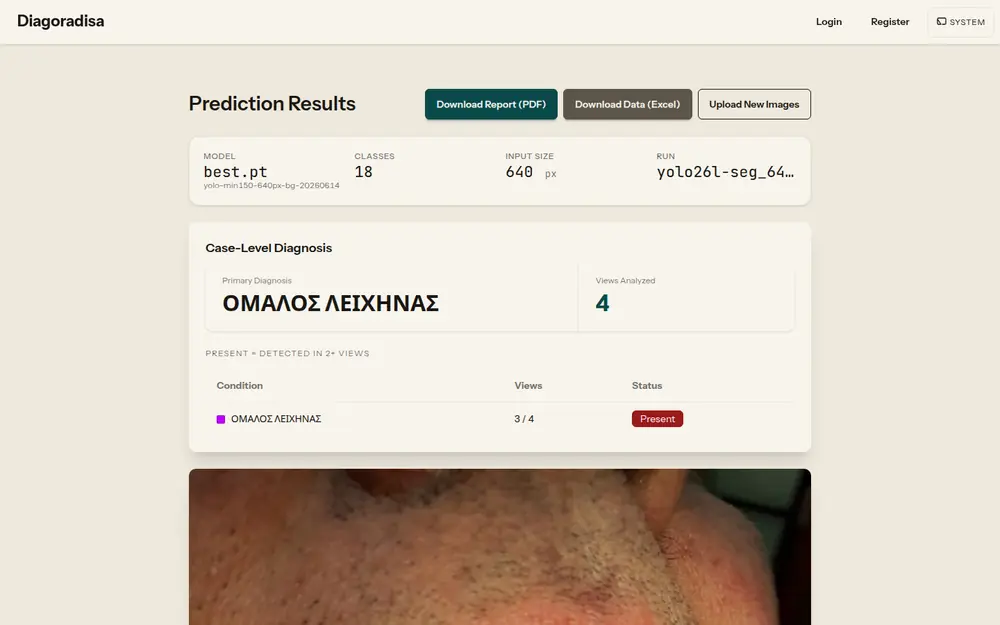 Diagoradisa
Login
Register
SYSTEM
Prediction Results
Download Report (PDF)
Download Data (Excel)
Upload New Images
MODEL
best.pt
yolo-min150-640px-bg-20260614
CLASSES
18
INPUT SIZE
640 px
RUN
yolo26l-seg_64…
Case-Level Diagnosis
Primary Diagnosis
ΟΜΑΛΟΣ ΛΕΙΧΗΝΑΣ
Views Analyzed
4
PRESENT = DETECTED IN 2+ VIEWS
Condition Views Status
ΟΜΑΛΟΣ ΛΕΙΧΗΝΑΣ 3 / 4 Present